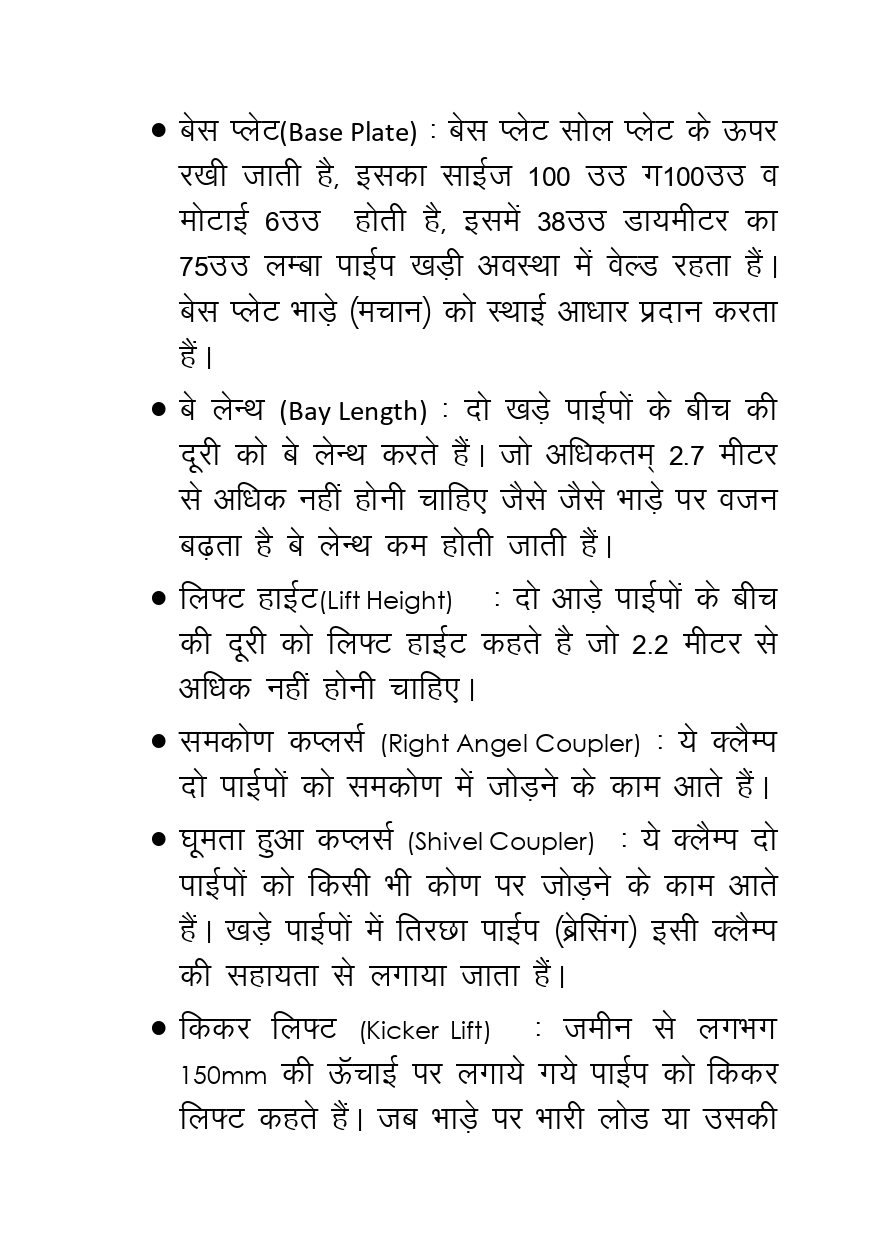 • बेस प्लेट(Base Plate) : बेस प्लेट सोल प्लेट के ऊपर
रखी जाती है, इसका साईज 100 उउ ग100उउ व
मोटाई 6उउ होती है, इसमें 38उउ डायमीटर का
75उउ लम्बा पाईप खड़ी अवस्था में वेल्ड रहता हैं।
बेस प्लेट भाड़े (मचान) को स्थाई आधार प्रदान करता
हैं।
• बे लेन्थ (Bay Length) : दो खड़े पाईपों के बीच की
दूरी को बे लेन्थ करते हैं। जो अधिकतम् 2.7 मीटर
से अधिक नहीं होनी चाहिए जैसे जैसे भाड़े पर वजन
बढ़ता है बे लेन्थ कम होती जाती हैं।
• लिफ्ट हाईट(Lift Height) : दो आड़े पाईपों के बीच
की दूरी को लिफ्ट हाईट कहते है जो 2.2 मीटर से
अधिक नहीं होनी चाहिए।
• समकोण कप्लर्स (Right Angel Coupler) : ये क्लैम्प
दो पाईपों को समकोण में जोड़ने के काम आते हैं।
• घूमता हुआ कप्लर्स (Shivel Coupler) : ये क्लैम्प दो
पाईपों को किसी भी कोण पर जोड़ने के काम आते
हैं। खड़े पाईपों में तिरछा पाईप (ब्रेसिंग) इसी क्लैम्प
की सहायता से लगाया जाता हैं।
• किकर लिफ्ट (Kicker Lift) : जमीन से लगभग
150mm की ऊॅचाई पर लगाये गये पाईप को किकर
लिफ्ट कहते हैं। जब भाड़े पर भारी लोड या उसकी